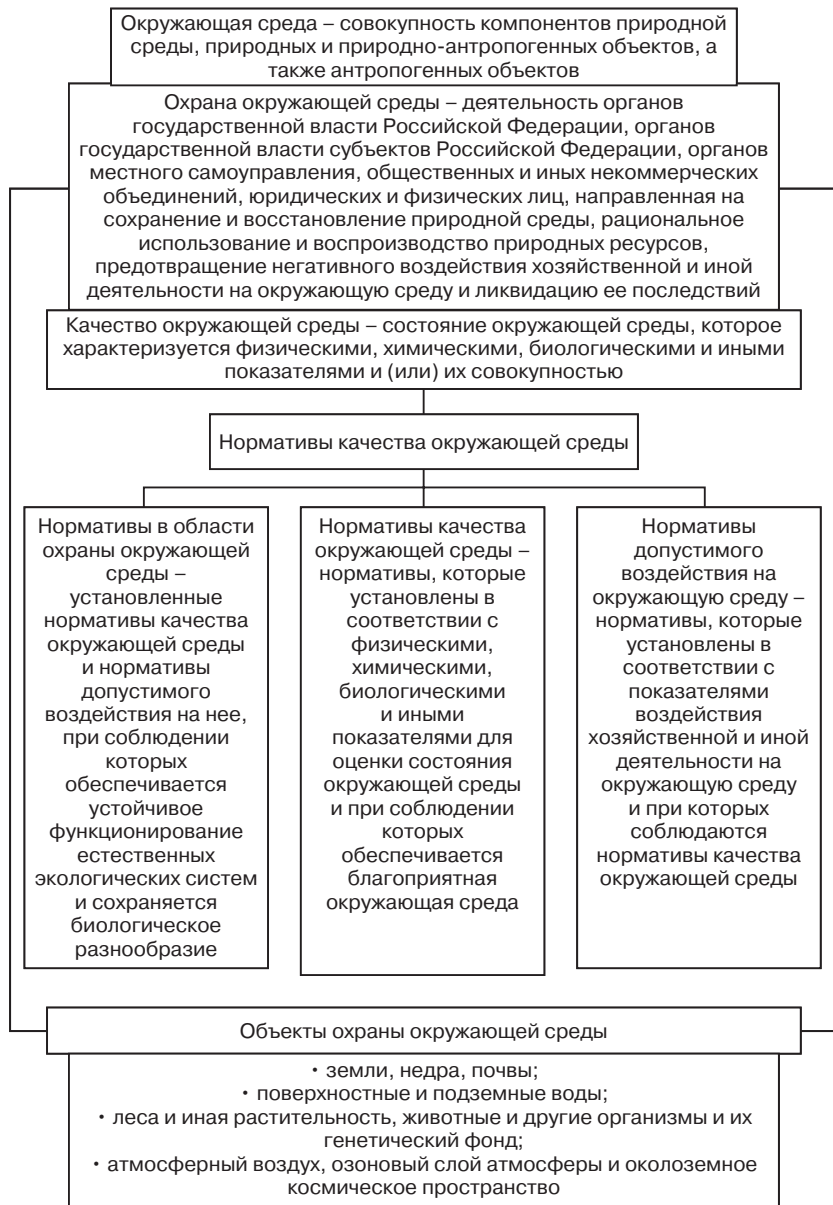 Окружающая среда – совокупность компонентов природной
среды, природных и природно-антропогенных объектов, а
также антропогенных объектов
Охрана окружающей среды – деятельность органов
государственной власти Российской Федерации, органов
государственной власти субъектов Российской Федерации, органов
местного самоуправления, общественных и иных некоммерческих
объединений, юридических и физических лиц, направленная на
сохранение и восстановление природной среды, рациональное
использование и воспроизводство природных ресурсов,
предотвращение негативного воздействия хозяйственной и иной
деятельности на окружающую среду и ликвидацию ее последствий
Качество окружающей среды – состояние окружающей среды, которое
характеризуется физическими, химическими, биологическими и иными
показателями и (или) их совокупностью
Нормативы качества окружающей среды
Нормативы в области
охраны окружающей
среды –
установленные
нормативы качества
окружающей среды
и нормативы
допустимого
воздействия на нее,
при соблюдении
которых
обеспечивается
устойчивое
функционирование
естественных
экологических систем
и сохраняется
биологическое
разнообразие
Нормативы качества
окружающей среды –
нормативы, которые
установлены в
соответствии с
физическими,
химическими,
биологическими
и иными
показателями для
оценки состояния
окружающей среды
и при соблюдении
которых
обеспечивается
благоприятная
окружающая среда
Нормативы
допустимого
воздействия на
окружающую среду –
нормативы, которые
установлены в
соответствии с
показателями
воздействия
хозяйственной и иной
деятельности на
окружающую среду
и при которых
соблюдаются
нормативы качества
окружающей среды
Объекты охраны окружающей среды
• земли, недра, почвы;
• поверхностные и подземные воды;
• леса и иная растительность, животные и другие организмы и их
генетический фонд;
• атмосферный воздух, озоновый слой атмосферы и околоземное
космическое пространство